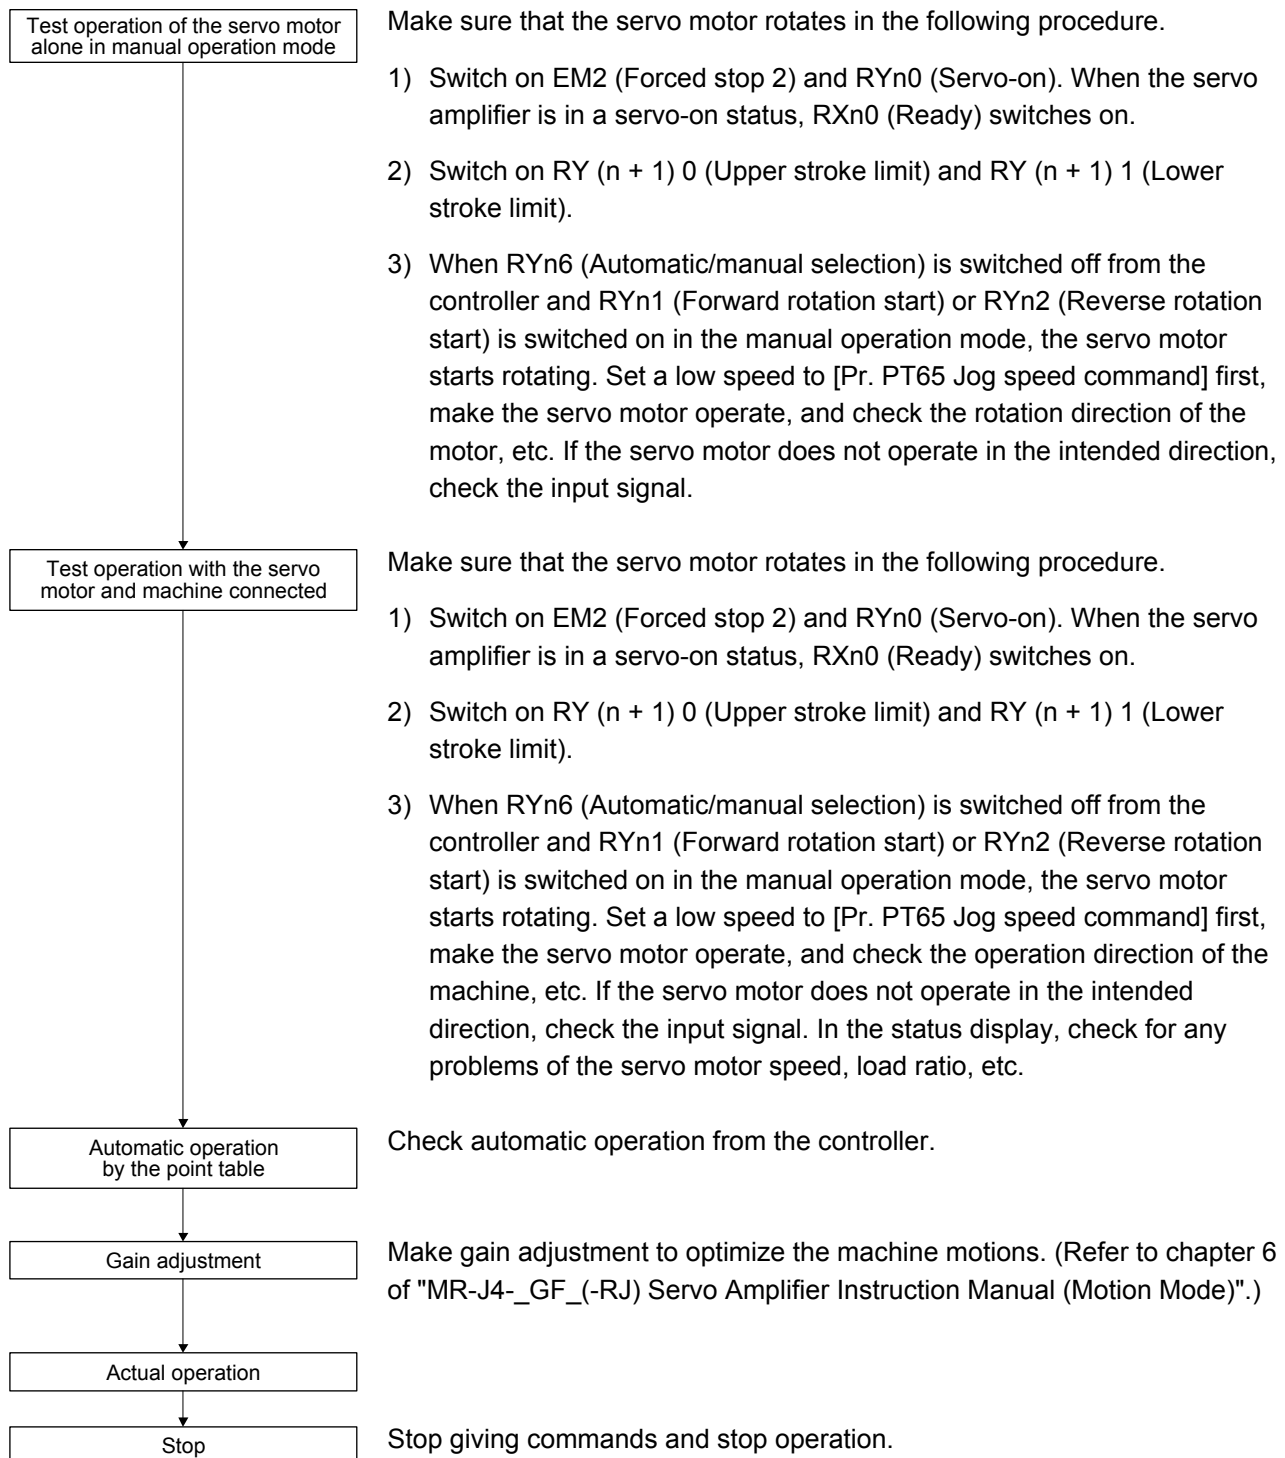 Test operation of the servo motor
alone in manual operation mode
Make sure that the servo motor rotates in the following procedure.
1) Switch on EM2 (Forced stop 2) and RYn0 (Servo-on). When the servo
amplifier is in a servo-on status, RXn0 (Ready) switches on.
2) Switch on RY (n + 1) 0 (Upper stroke limit) and RY (n + 1) 1 (Lower
stroke limit).
3) When RYn6 (Automatic/manual selection) is switched off from the
controller and RYn1 (Forward rotation start) or RYn2 (Reverse rotation
start) is switched on in the manual operation mode, the servo motor
starts rotating. Set a low speed to [Pr. PT65 Jog speed command] first,
make the servo motor operate, and check the rotation direction of the
motor, etc. If the servo motor does not operate in the intended direction,
check the input signal.
Test operation with the servo
motor and machine connected
Make sure that the servo motor rotates in the following procedure.
1) Switch on EM2 (Forced stop 2) and RYn0 (Servo-on). When the servo
amplifier is in a servo-on status, RXn0 (Ready) switches on.
2) Switch on RY (n + 1) 0 (Upper stroke limit) and RY (n + 1) 1 (Lower
stroke limit).
3) When RYn6 (Automatic/manual selection) is switched off from the
controller and RYn1 (Forward rotation start) or RYn2 (Reverse rotation
start) is switched on in the manual operation mode, the servo motor
starts rotating. Set a low speed to [Pr. PT65 Jog speed command] first,
make the servo motor operate, and check the operation direction of the
machine, etc. If the servo motor does not operate in the intended
direction, check the input signal. In the status display, check for any
problems of the servo motor speed, load ratio, etc.
Automatic operation
by the point table
Check automatic operation from the controller.
Gain adjustment
Make gain adjustment to optimize the machine motions. (Refer to chapter 6
of "MR-J4-_GF_(-RJ) Servo Amplifier Instruction Manual (Motion Mode)".)
Actual operation
Stop
Stop giving commands and stop operation.